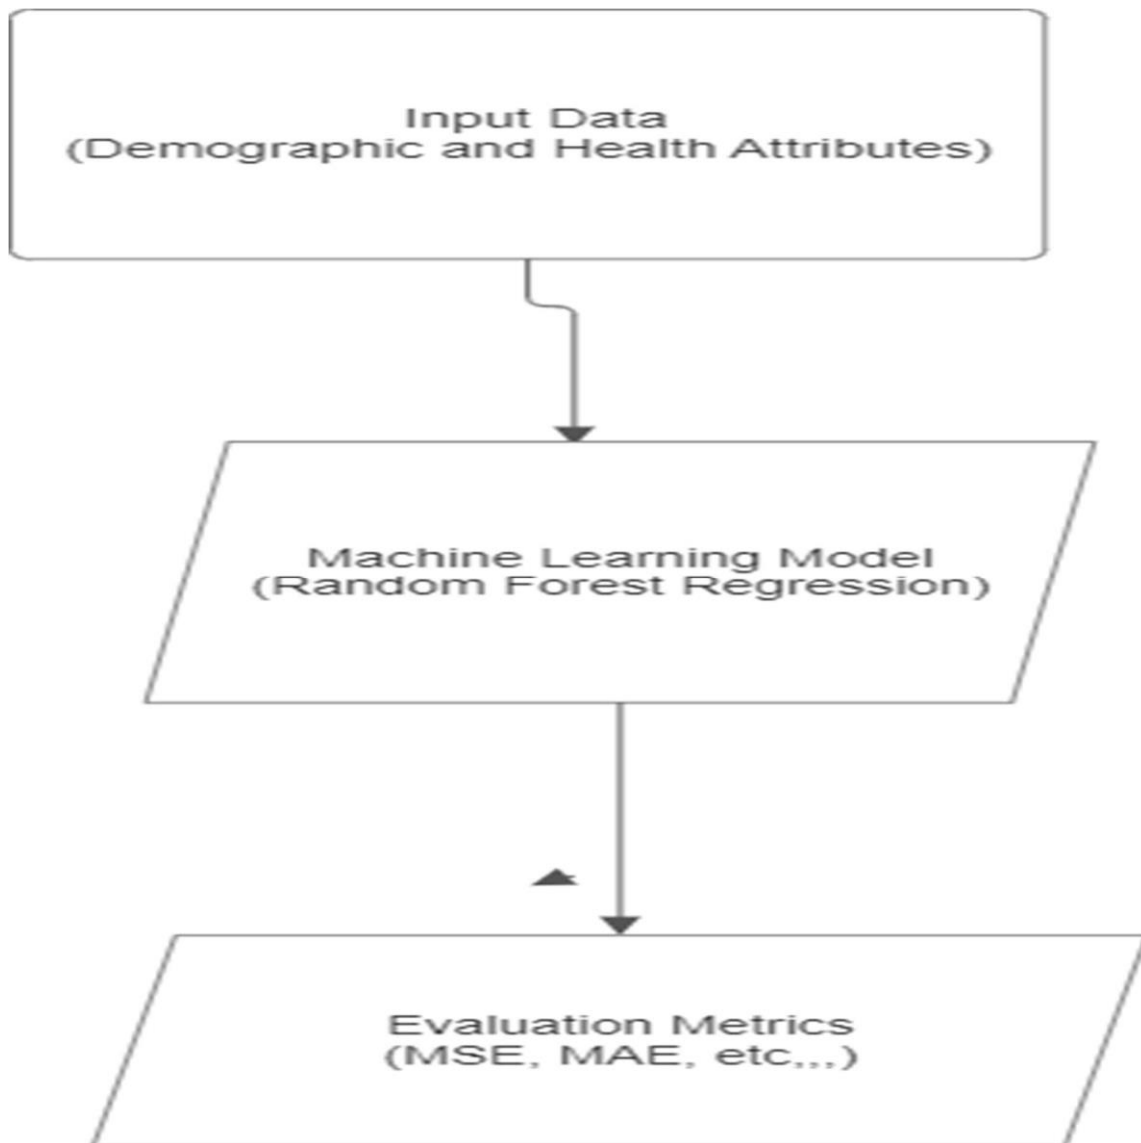 Input Data
(Demographic and Health Attributes)
Machine Learning Model
(Random Forest Regression)
Evaluation Metrics
(MSE, MAE, etc,,,)